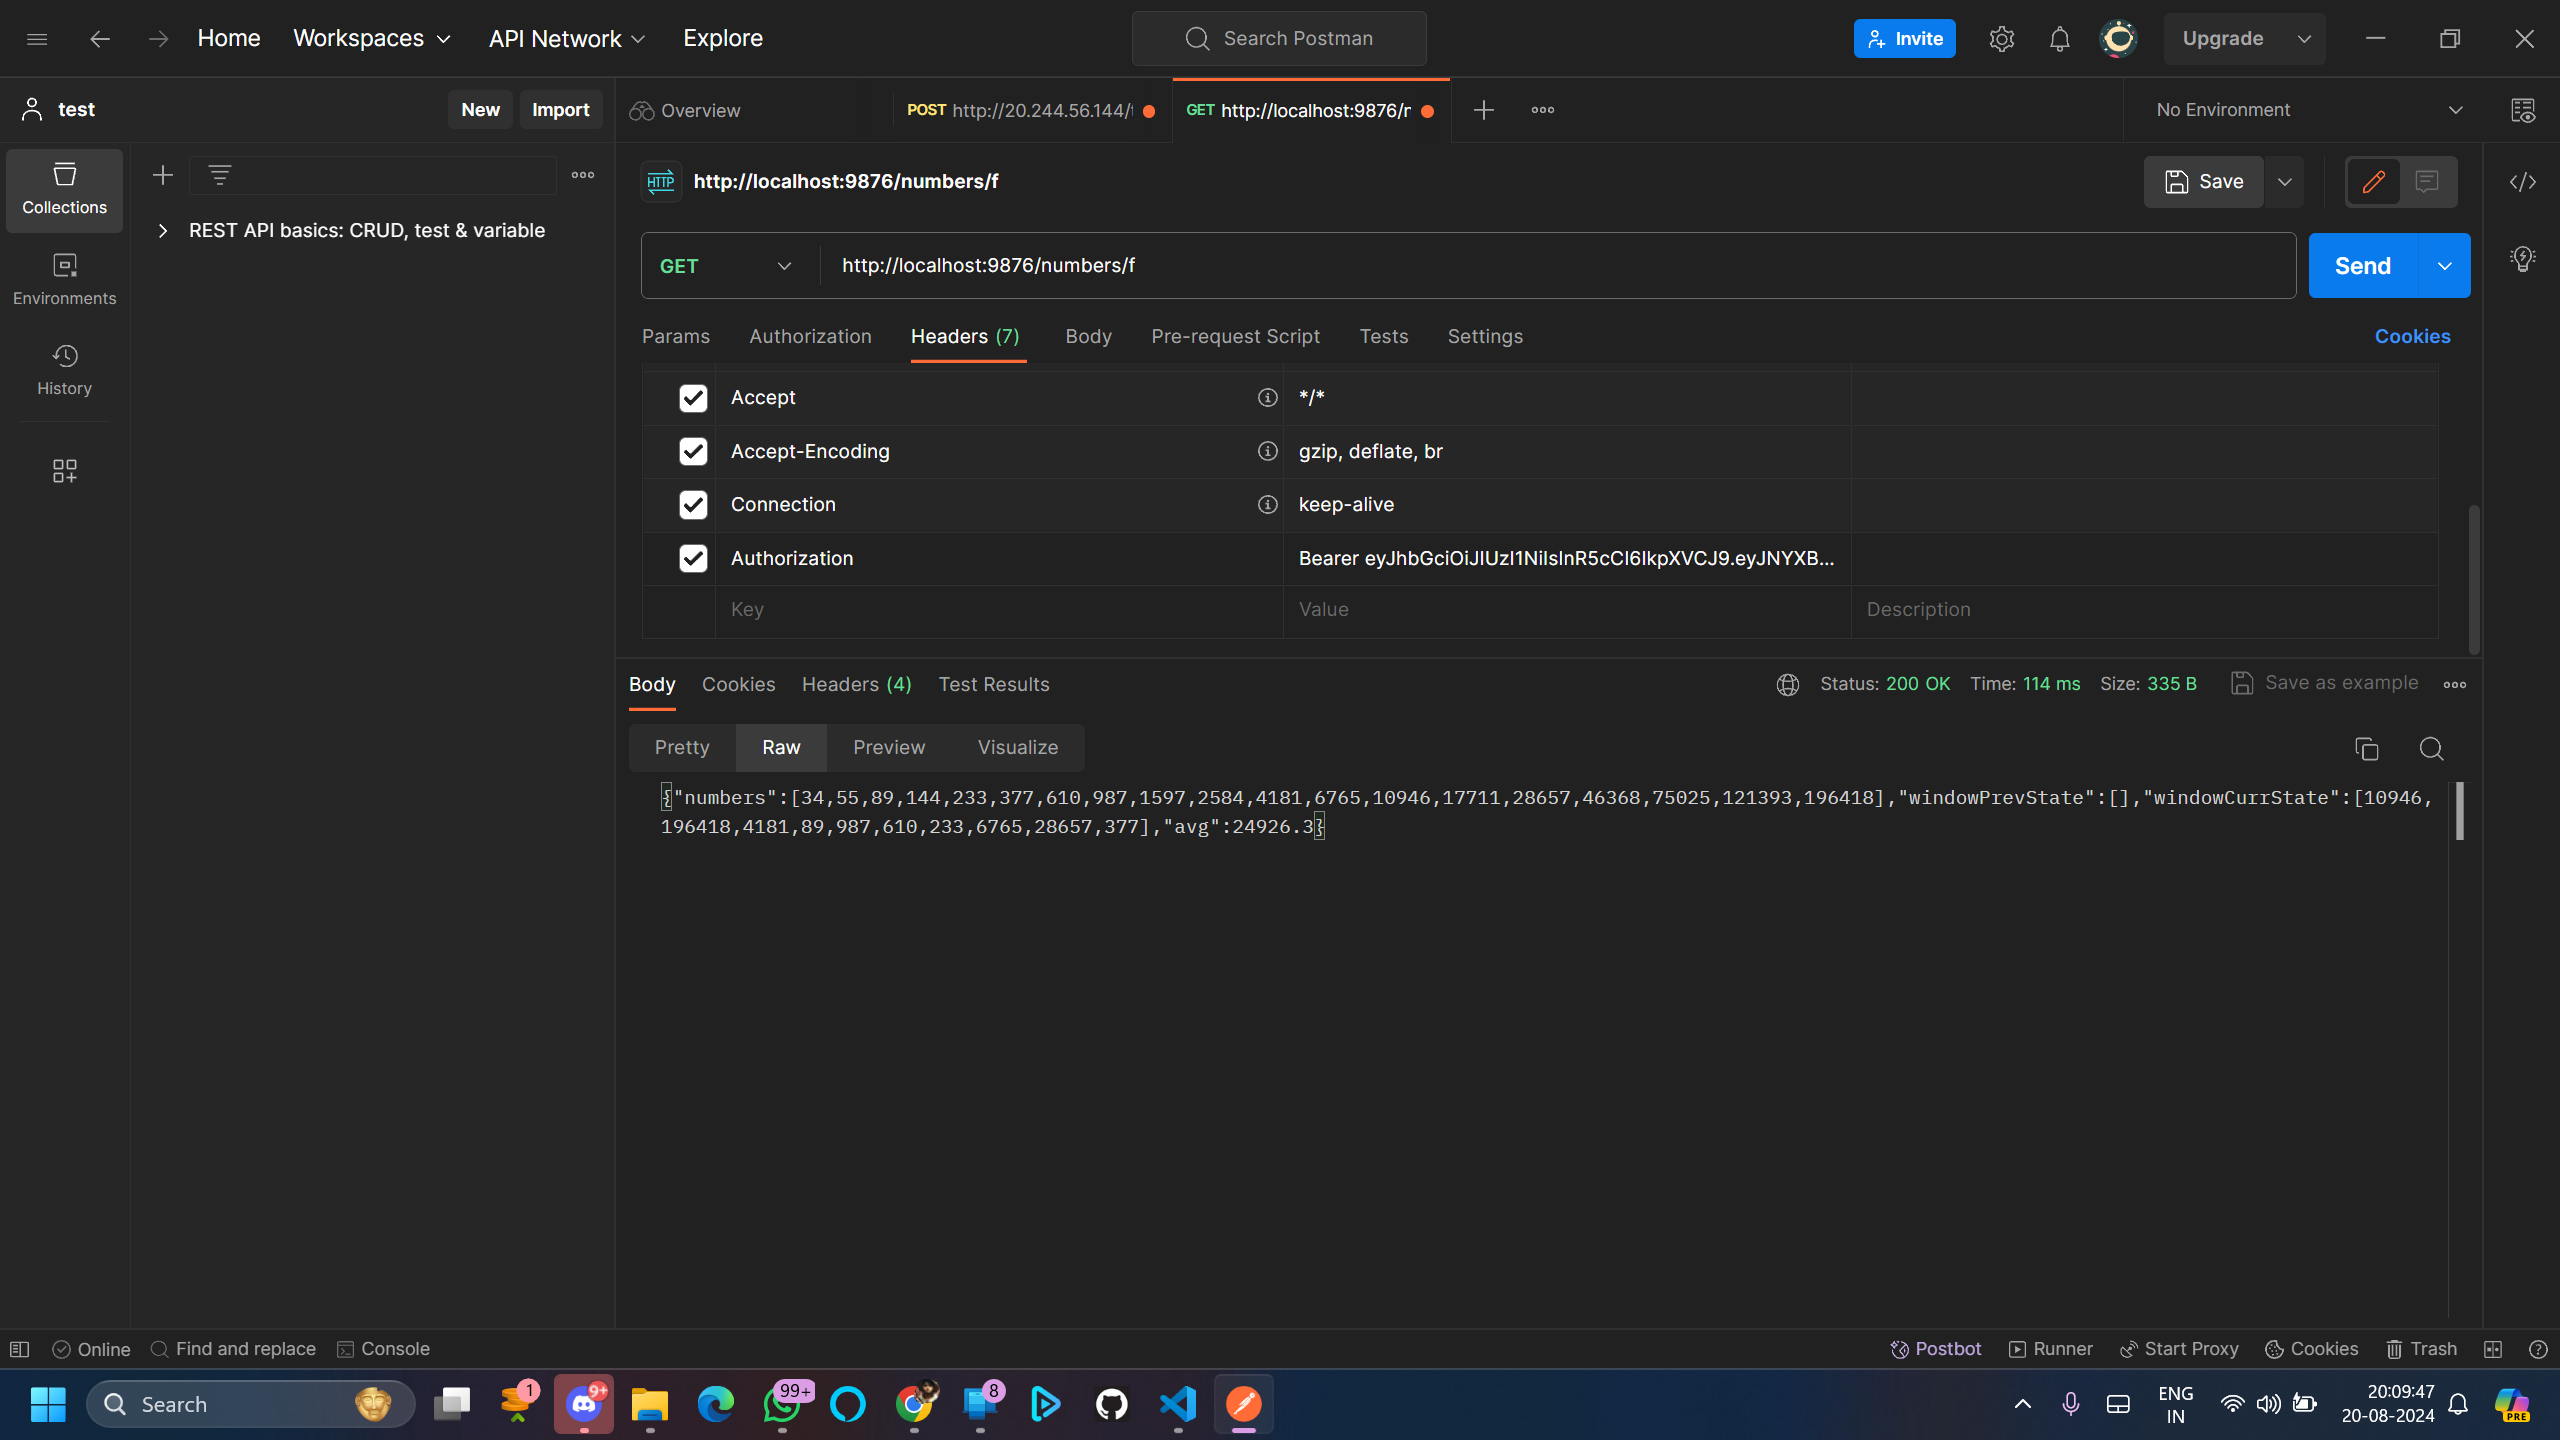 Home Workspaces API Network Explore Search Postman Invite Upgrade
test New Import Overview POST http://20.244.56.144/t GET http://localhost:9876/r No Environment
Collections
Environments
History
REST API basics: CRUD, test & variable
HTTP http://localhost:9876/numbers/f Save
GET http://localhost:9876/numbers/f Send
Params Authorization Headers (7) Body Pre-request Script Tests Settings Cookies
Accept */*
Accept-Encoding gzip, deflate, br
Connection keep-alive
Authorization Bearer eyJhbGciOiJIUzI1NiIsInR5cCI6IkpXVCJ9.eyJNYXB...
Key Value Description
Body Cookies Headers (4) Test Results Status: 200 OK Time: 114 ms Size: 335 B Save as example
Pretty Raw Preview Visualize
{"numbers":[34,55,89,144,233,377,610,987,1597,2584,4181,6765,10946,17711,28657,46368,75025,121393,196418],"windowPrevState":[],"windowCurrState":[10946,
196418,4181,89,987,610,233,6765,28657,377],"avg":24926.3}
Online Find and replace Console Postbot Runner Start Proxy Cookies Trash
Search 1 9+ 99+ 8 ENG 20:09:47
IN 20-08-2024 PRE